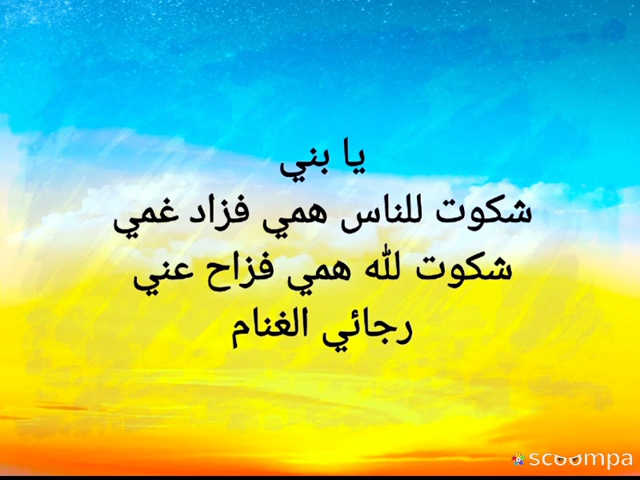 يا بني
شكوت للناس همي فزاد غمي
شكوت لله همي فزاح عني
رجائي الغنام
scoompa